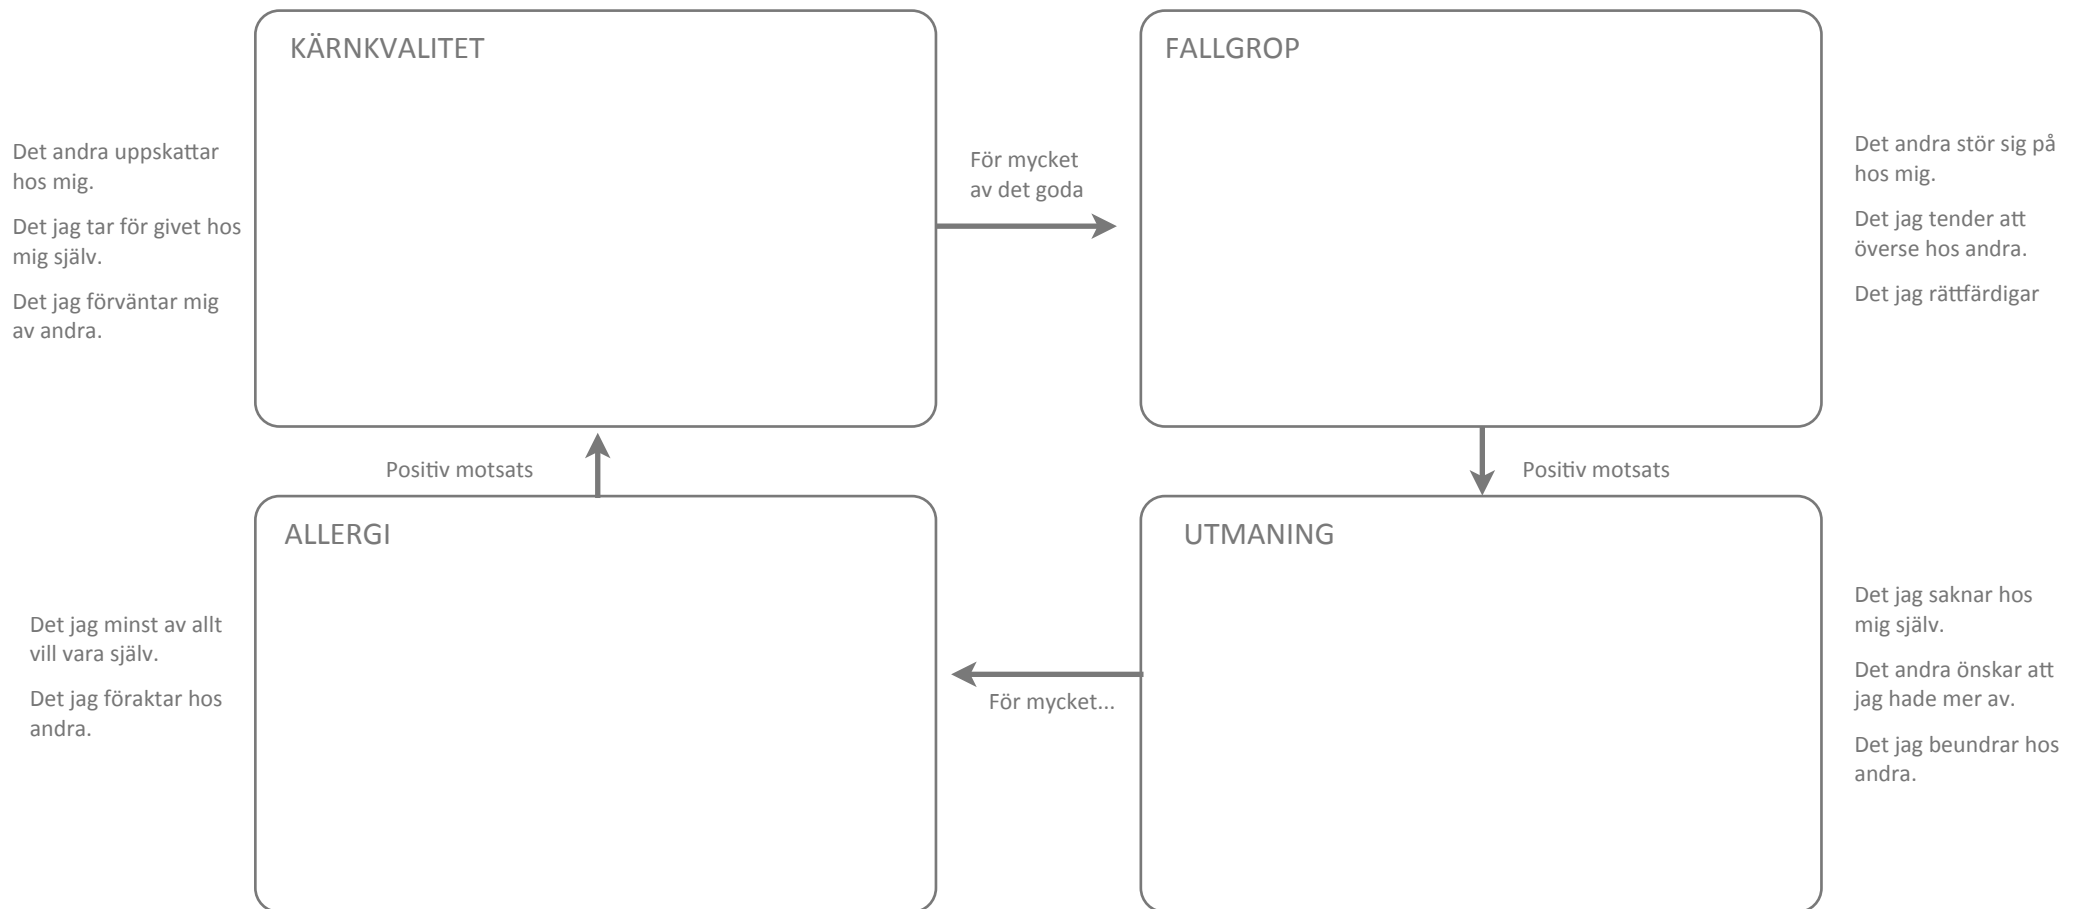 KÄRNKVALITET
Det andra uppskattar
hos mig.
Det jag tar för givet hos
mig själv.
Det jag förväntar mig
av andra.
För mycket
av det goda
FALLGROP
Det andra stör sig på
hos mig.
Det jag tender att
överse hos andra.
Det jag rättfärdigar
Positiv motsats
Positiv motsats
ALLERGI
Det jag minst av allt
vill vara själv.
Det jag föraktar hos
andra.
För mycket...
UTMANING
Det jag saknar hos
mig själv.
Det andra önskar att
jag hade mer av.
Det jag beundrar hos
andra.